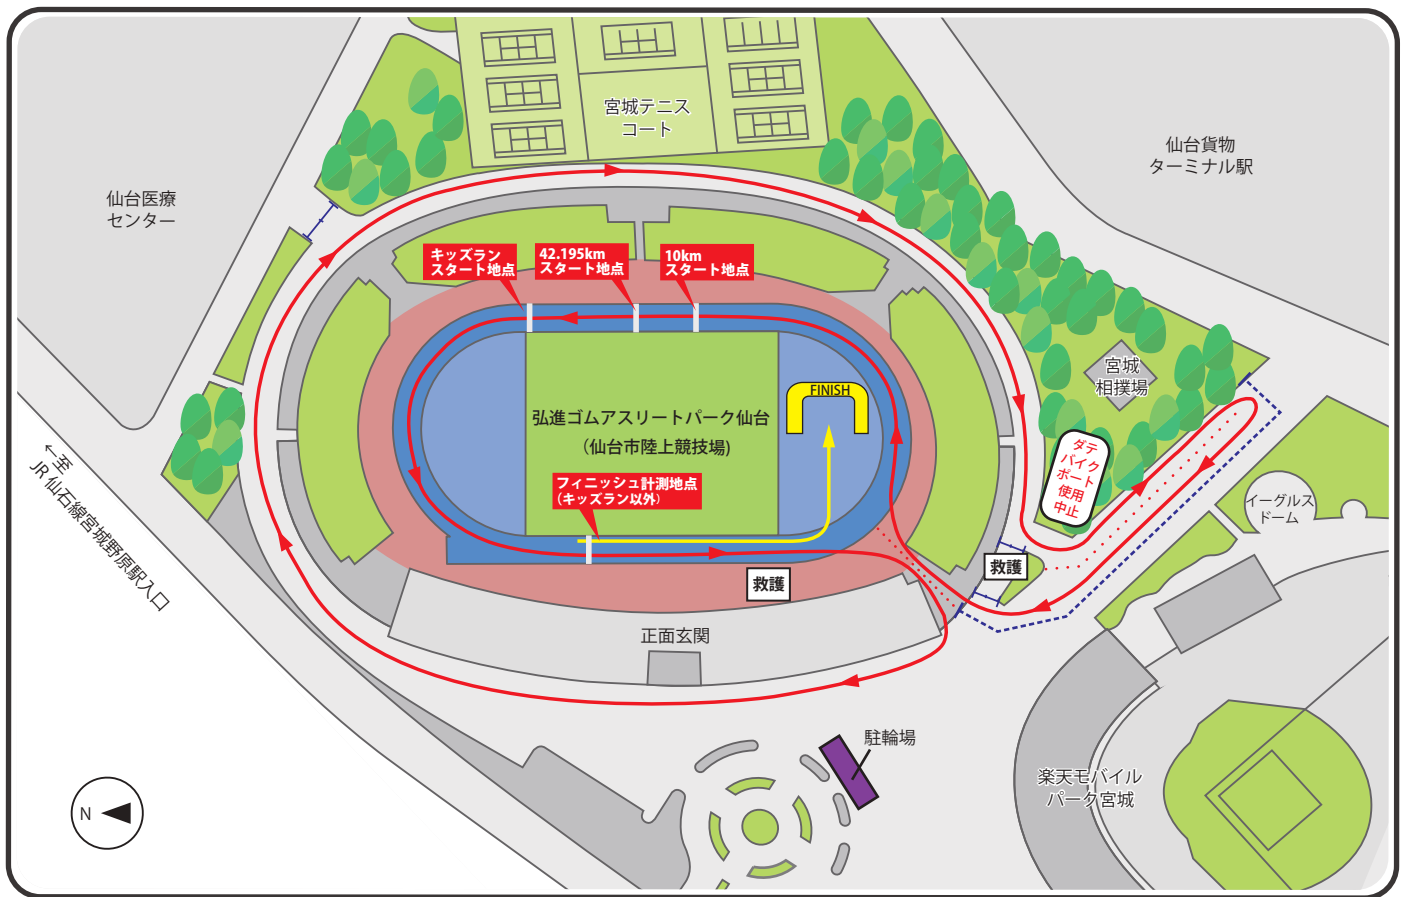 宮城テニス
コート
仙台貨物
ターミナル駅
仙台医療
センター
キッズラン
スタート地点
42.195km
スタート地点
10km
スタート地点
宮城
相撲場
FINISH
弘進ゴムアスリートパーク仙台
（仙台市陸上競技場)
ダテ
バイク
ポート
使用
中止
←至
JR仙石線宮城野原駅入口
フィニッシュ計測地点
（キッズラン以外）
イーグルス
ドーム
救護
救護
正面玄関
駐輪場
楽天モバイル
パーク宮城
N